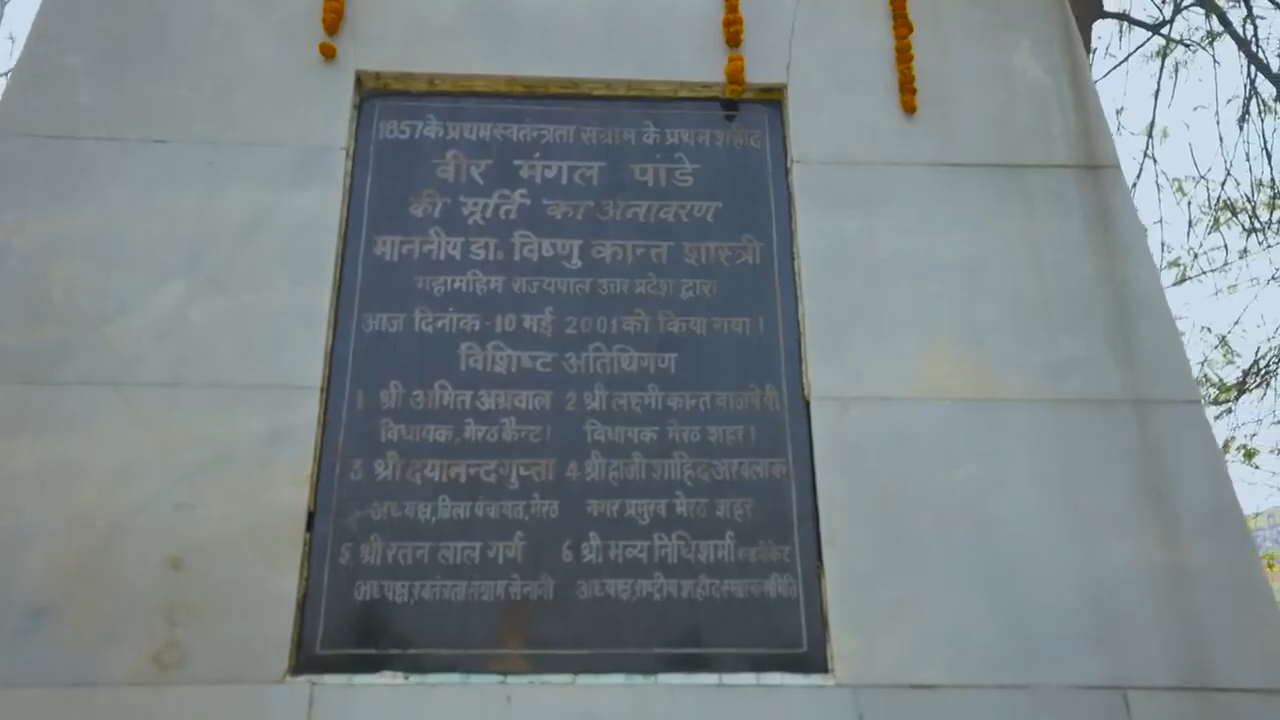 1857 के प्रथम स्वतन्त्रता संग्राम के प्रथम शहीद
वीर मंगल पांडे
की मूर्ति का अनावरण
माननीय डा. विष्णु कान्त शास्त्री
महामहिम राज्यपाल उत्तर प्रदेश द्वारा
आज दिनांक - 10 मई 2001 को किया गया।
विशिष्ट अतिथिगण
1 श्री अमित अग्रवाल 2 श्री लक्ष्मी कान्त वाजपेयी
विधायक, मेरठ कैन्ट। विधायक मेरठ शहर।
3 श्री दयानन्द गुप्ता 4 श्री हाजी शाहिद अखलाक
अध्यक्ष, जिला पंचायत, मेरठ नगर प्रमुख मेरठ शहर
5 श्री रतन लाल गर्ग 6 श्री भव्य निधि शर्मा एडवोकेट
अध्यक्ष, स्वतंत्रता संग्राम सेनानी अध्यक्ष, राष्ट्रीय शहीद स्मारक समिति